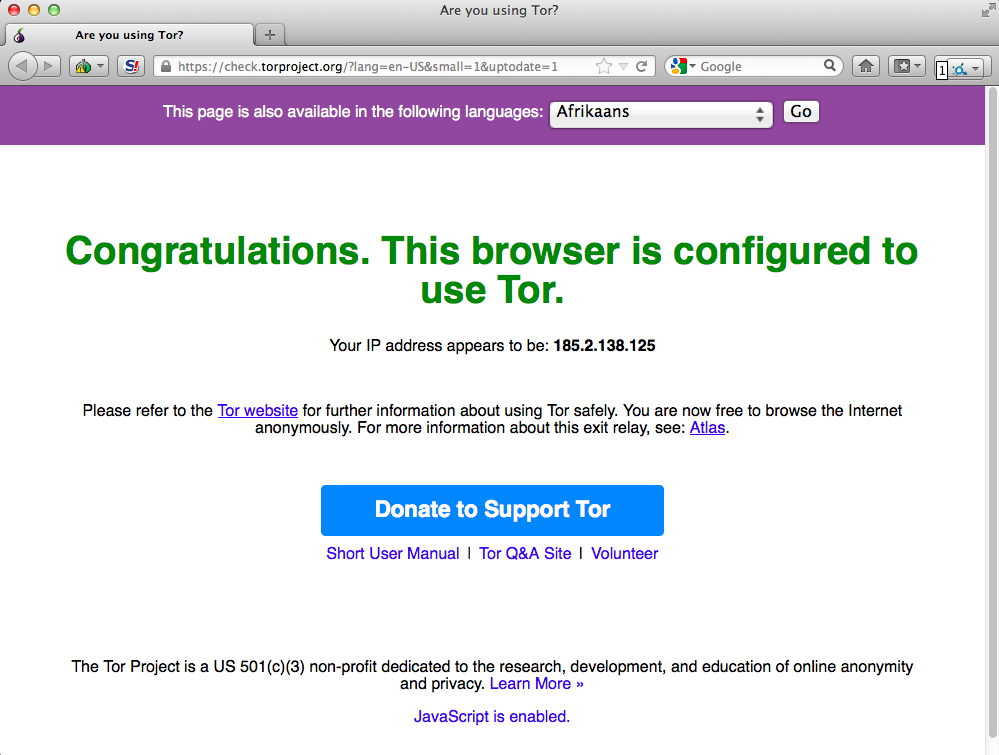 Are you using Tor?
Are you using Tor?
https://check.torproject.org/?lang=en-US&small=1&uptodate=1
Google
1
This page is also available in the following languages: Afrikaans Go
Congratulations. This browser is configured to
use Tor.
Your IP address appears to be: 185.2.138.125
Please refer to the Tor website for further information about using Tor safely. You are now free to browse the Internet
anonymously. For more information about this exit relay, see: Atlas.
Donate to Support Tor
Short User Manual | Tor Q&A Site | Volunteer
The Tor Project is a US 501(c)(3) non-profit dedicated to the research, development, and education of online anonymity
and privacy. Learn More »
JavaScript is enabled.